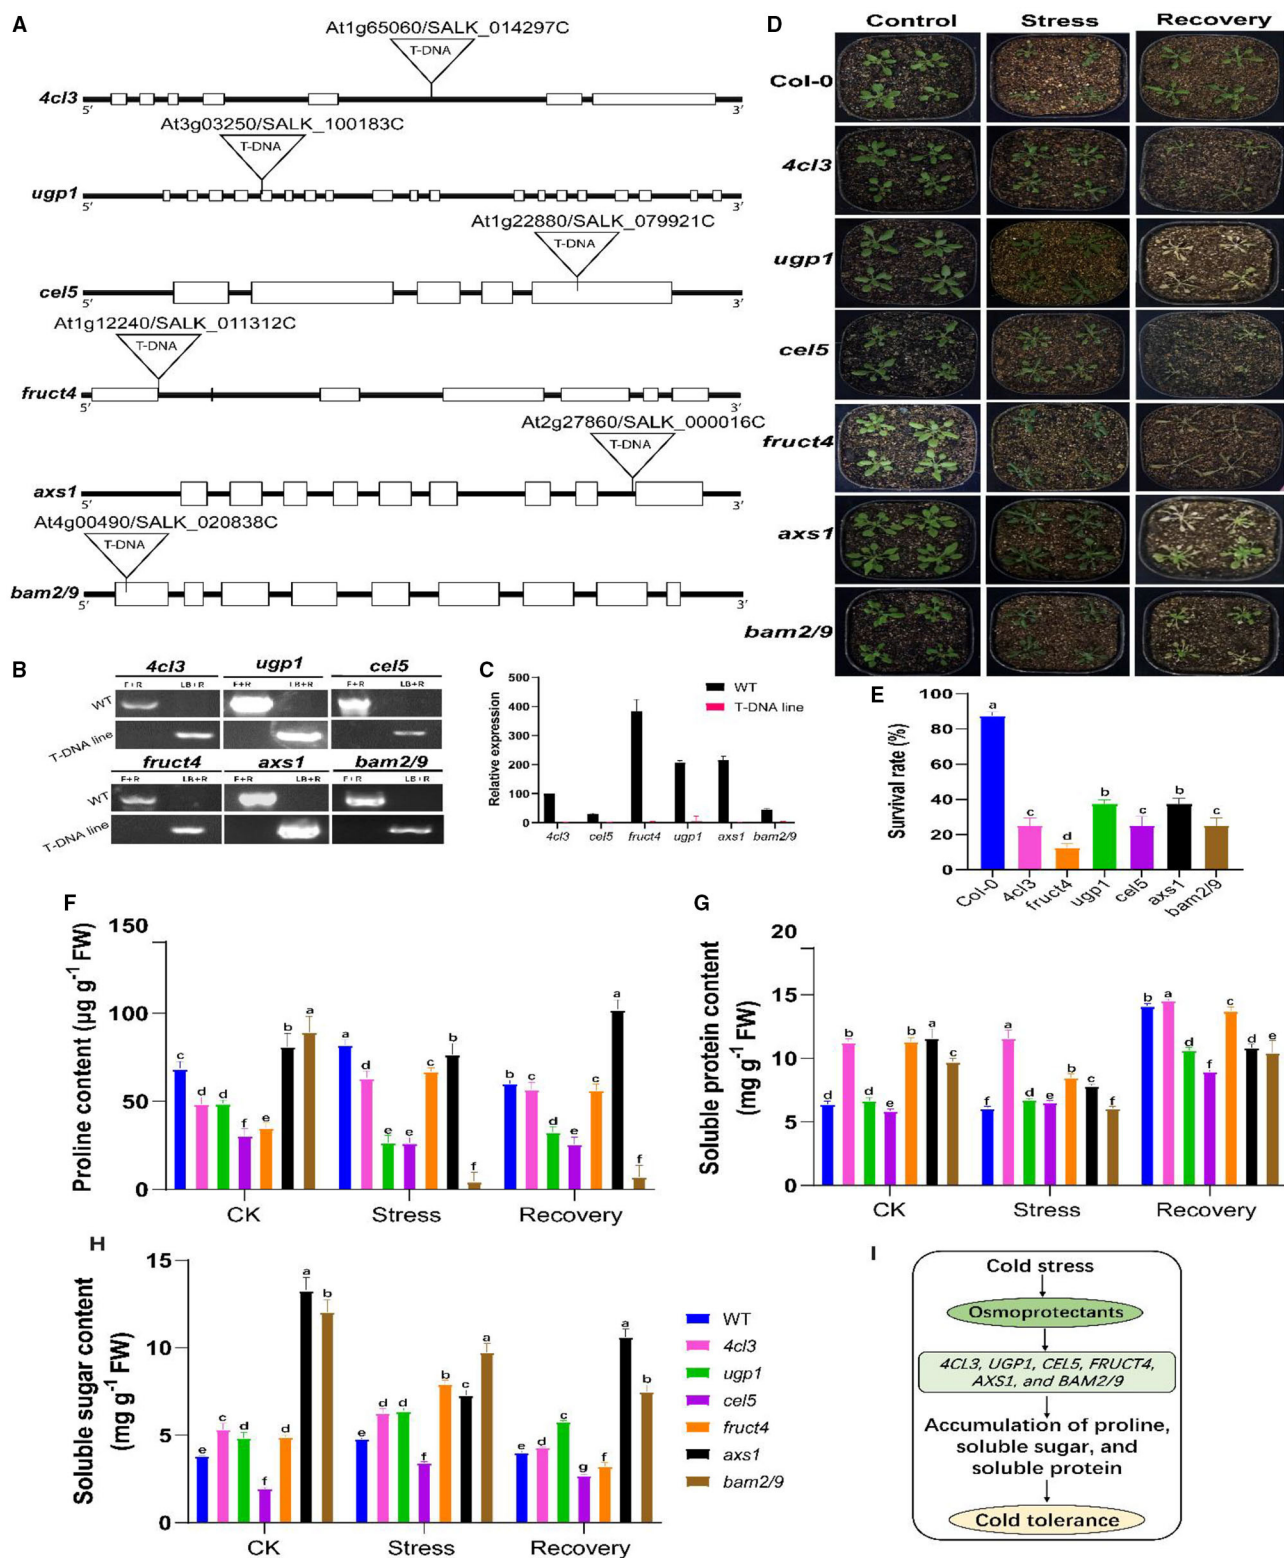 A
At1g65060/SALK_014297C
T-DNA
4cl3
5′
3′
At3g03250/SALK_100183C
T-DNA
ugp1
5′
3′
At1g22880/SALK_079921C
T-DNA
cel5
5′
3′
At1g12240/SALK_011312C
T-DNA
fruct4
5′
3′
At2g27860/SALK_000016C
T-DNA
axs1
5′
3′
At4g00490/SALK_020838C
T-DNA
bam2/9
5′
3′
B
4cl3 ugp1 cel5
F+R LB+R F+R LB+R F+R LB+R
WT
T-DNA line
fruct4 axs1 bam2/9
F+R LB+R F+R LB+R F+R LB+R
WT
T-DNA line
C
Relative expression
500
400
300
200
100
0
WT
T-DNA line
4cl3 cel5 fruct4 ugp1 axs1 bam2/9
D
Control Stress Recovery
Col-0
4cl3
ugp1
cel5
fruct4
axs1
bam2/9
E
Survival rate (%)
100
80
60
40
20
0
a c d b c b c
Col-0 4cl3 fruct4 ugp1 cel5 axs1 bam2/9
F
Proline content (µg g-1 FW)
150
100
50
0
c d d f e b a
a d e e c b f
b c d e c a f
CK Stress Recovery
G
Soluble protein content
(mg g-1 FW)
20
15
10
5
0
d b d e b a c
f a d e b c f
b a d f c d e
CK Stress Recovery
H
Soluble sugar content
(mg g-1 FW)
15
10
5
0
e c d f d a b
e d d f b c a
e d c g f a b
CK Stress Recovery
WT
4cl3
ugp1
cel5
fruct4
axs1
bam2/9
I
Cold stress
Osmoprotectants
4CL3, UGP1, CEL5, FRUCT4,
AXS1, and BAM2/9
Accumulation of proline,
soluble sugar, and
soluble protein
Cold tolerance